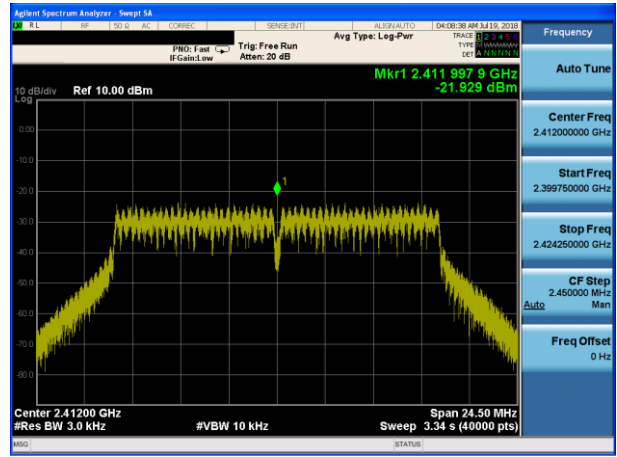 Agilent Spectrum Analyzer - Swept SA
RL RF 50 Ω AC CORREC SENSE:INT ALIGNAUTO 04:08:38 AM Jul 19, 2018
Avg Type: Log-Pwr TRACE 1 2 3 4 5 6
PNO: Fast Trig: Free Run TYPE
IFGain:Low Atten: 20 dB DET A N N N N N
Frequency
Mkr1 2.411 997 9 GHz
10 dB/div Ref 10.00 dBm -21.929 dBm
Log
0.00
-10.0
-20.0
-30.0
-40.0
-50.0
-60.0
-70.0
-80.0
1
Center 2.41200 GHz Span 24.50 MHz
#Res BW 3.0 kHz #VBW 10 kHz Sweep 3.34 s (40000 pts)
MSG STATUS
Auto Tune
Center Freq
2.412000000 GHz
Start Freq
2.399750000 GHz
Stop Freq
2.424250000 GHz
CF Step
2.450000 MHz
Auto Man
Freq Offset
0 Hz